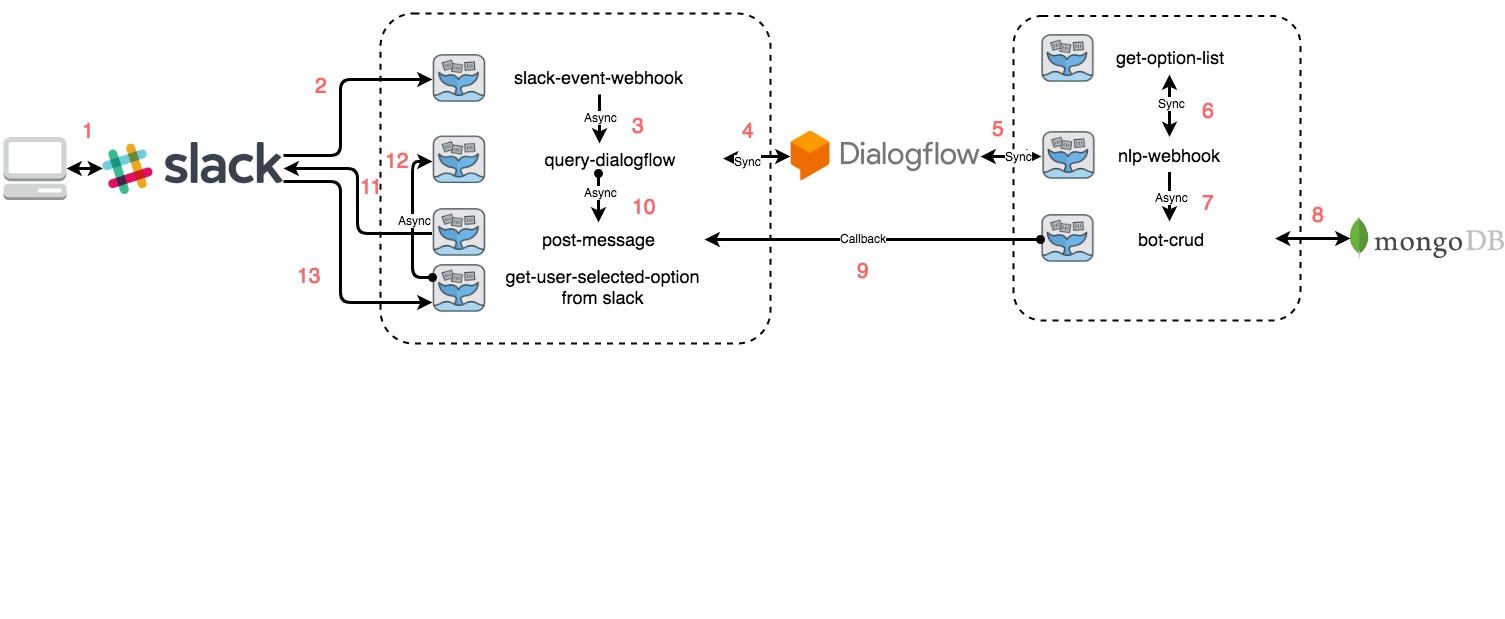 1
slack
2
slack-event-webhook
Async
3
12
query-dialogflow
4
Sync
Dialogflow
5
Sync
get-option-list
Sync
6
nlp-webhook
Async
7
11
Async
Async
10
post-message
Callback
9
bot-crud
8
mongoDB
13
get-user-selected-option
from slack